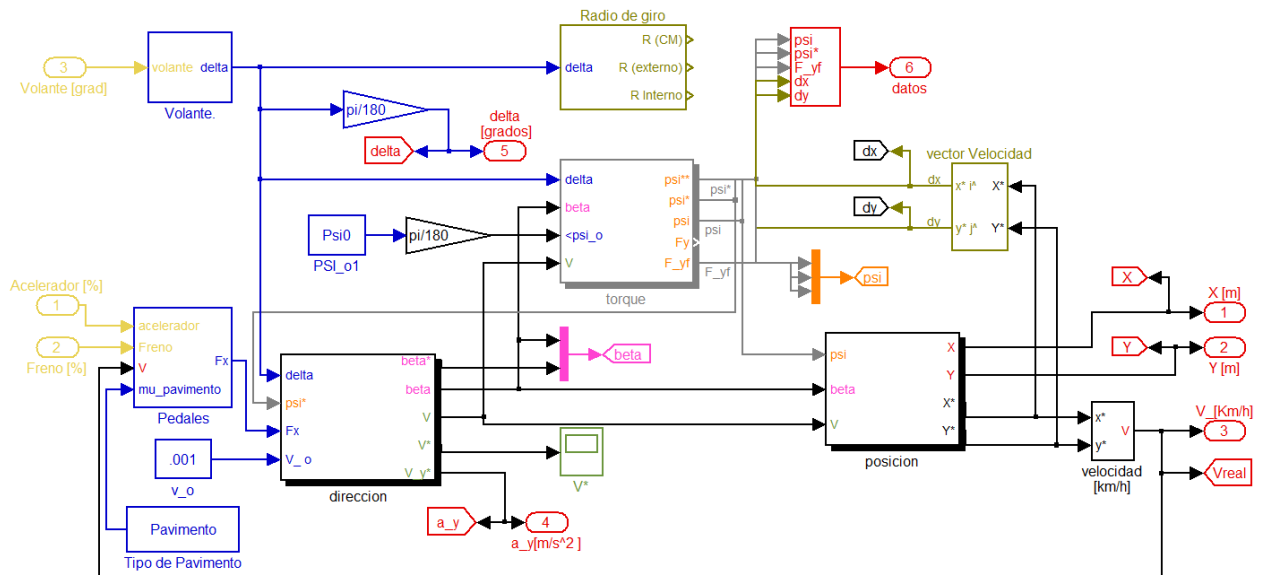 Radio de giro
R (CM)
delta
R (externo)
R Interno
3
Volante [grad]
volante
delta
Volante.
psi
psi*
F_yf
dx
dy
6
datos
pi/180
delta
[grados]
delta
5
delta
beta
<psi_o
V
psi**
psi*
psi
Fy
F_yf
torque
psi*
psi
F_yf
dx
dy
vector Velocidad
dx
dy
x* i^
y* j^
X*
Y*
Psi0
PSI_o1
pi/180
psi
Acelerador [%]
1
2
Freno [%]
acelerador
Freno
V
mu_pavimento
Fx
Pedales
.001
v_o
Pavimento
Tipo de Pavimento
delta
psi*
Fx
V_ o
beta*
beta
V
V*
V_y*
direccion
beta
V*
a_y
4
a_y[m/s^2 ]
psi
beta
V
X
Y
X*
Y*
posicion
X
X [m]
1
Y
2
Y [m]
x*
y*
V
velocidad
[km/h]
V_[Km/h]
3
Vreal